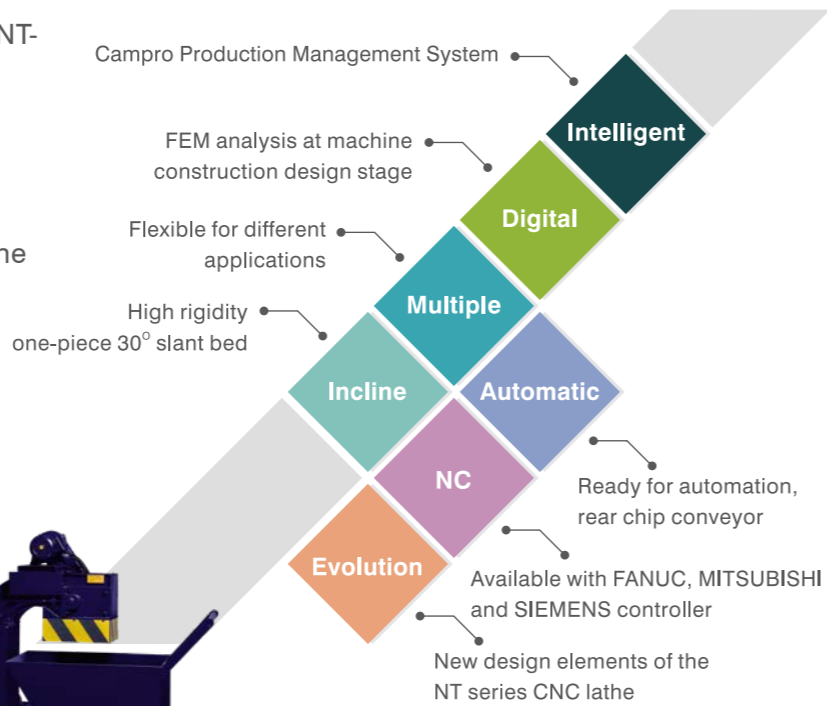 NT-
Campro Production Management System
Intelligent
FEM analysis at machine
construction design stage
Digital
Flexible for different
applications
Multiple
High rigidity
one-piece 30° slant bed
Incline
Automatic
Ready for automation,
rear chip conveyor
NC
Available with FANUC, MITSUBISHI
and SIEMENS controller
Evolution
New design elements of the
NT series CNC lathe